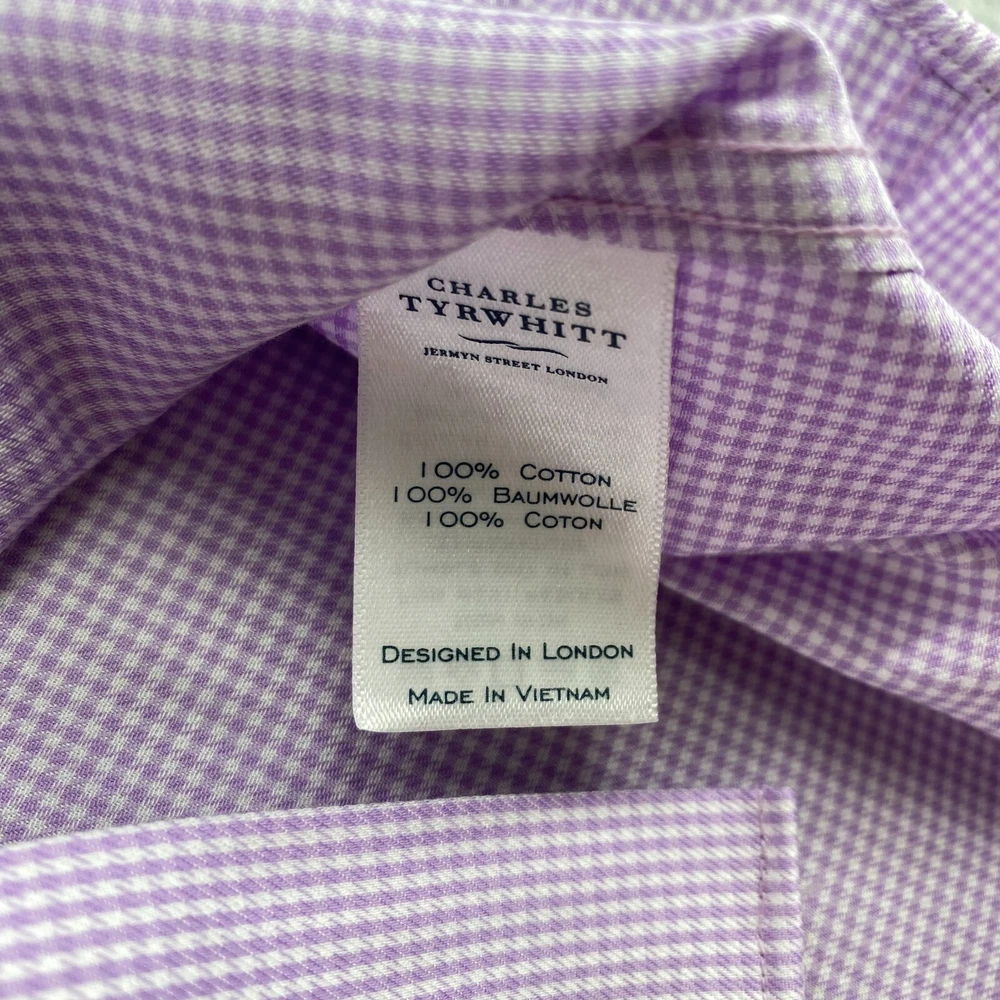 CHARLES
TYRWHITT
JERMYN STREET LONDON
100% COTTON
100% BAUMWOLLE
100% COTON
DESIGNED IN LONDON
MADE IN VIETNAM